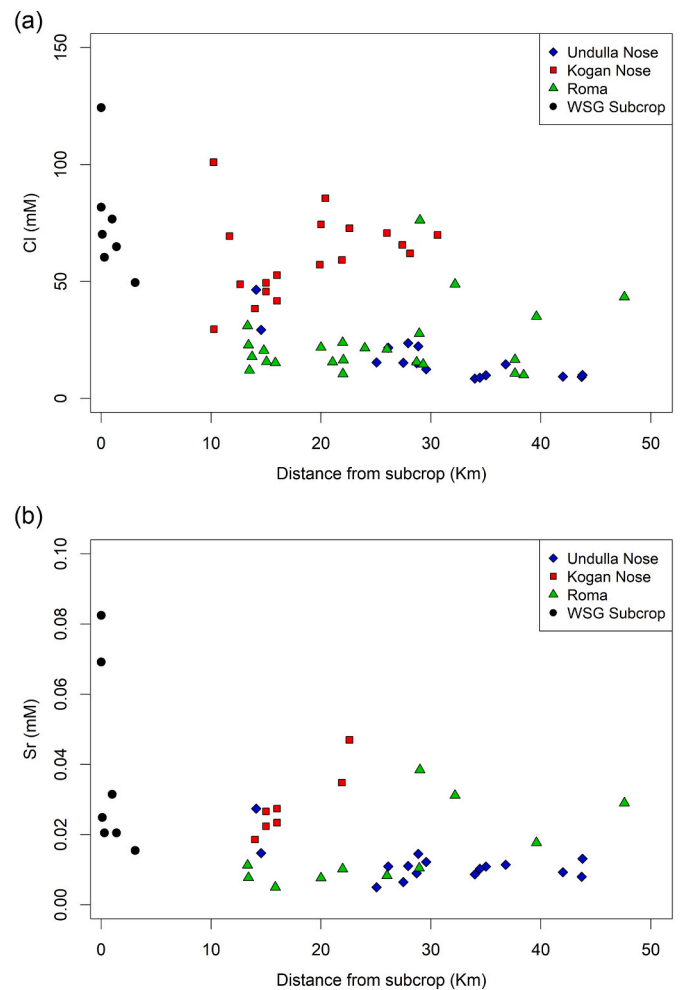 (a)
150
100
50
0
Cl (mM)
Undulla Nose
Kogan Nose
Roma
WSG Subcrop
0 10 20 30 40 50
Distance from subcrop (Km)
(b)
0.10
0.08
0.06
0.04
0.02
0.00
Sr (mM)
Undulla Nose
Kogan Nose
Roma
WSG Subcrop
0 10 20 30 40 50
Distance from subcrop (Km)